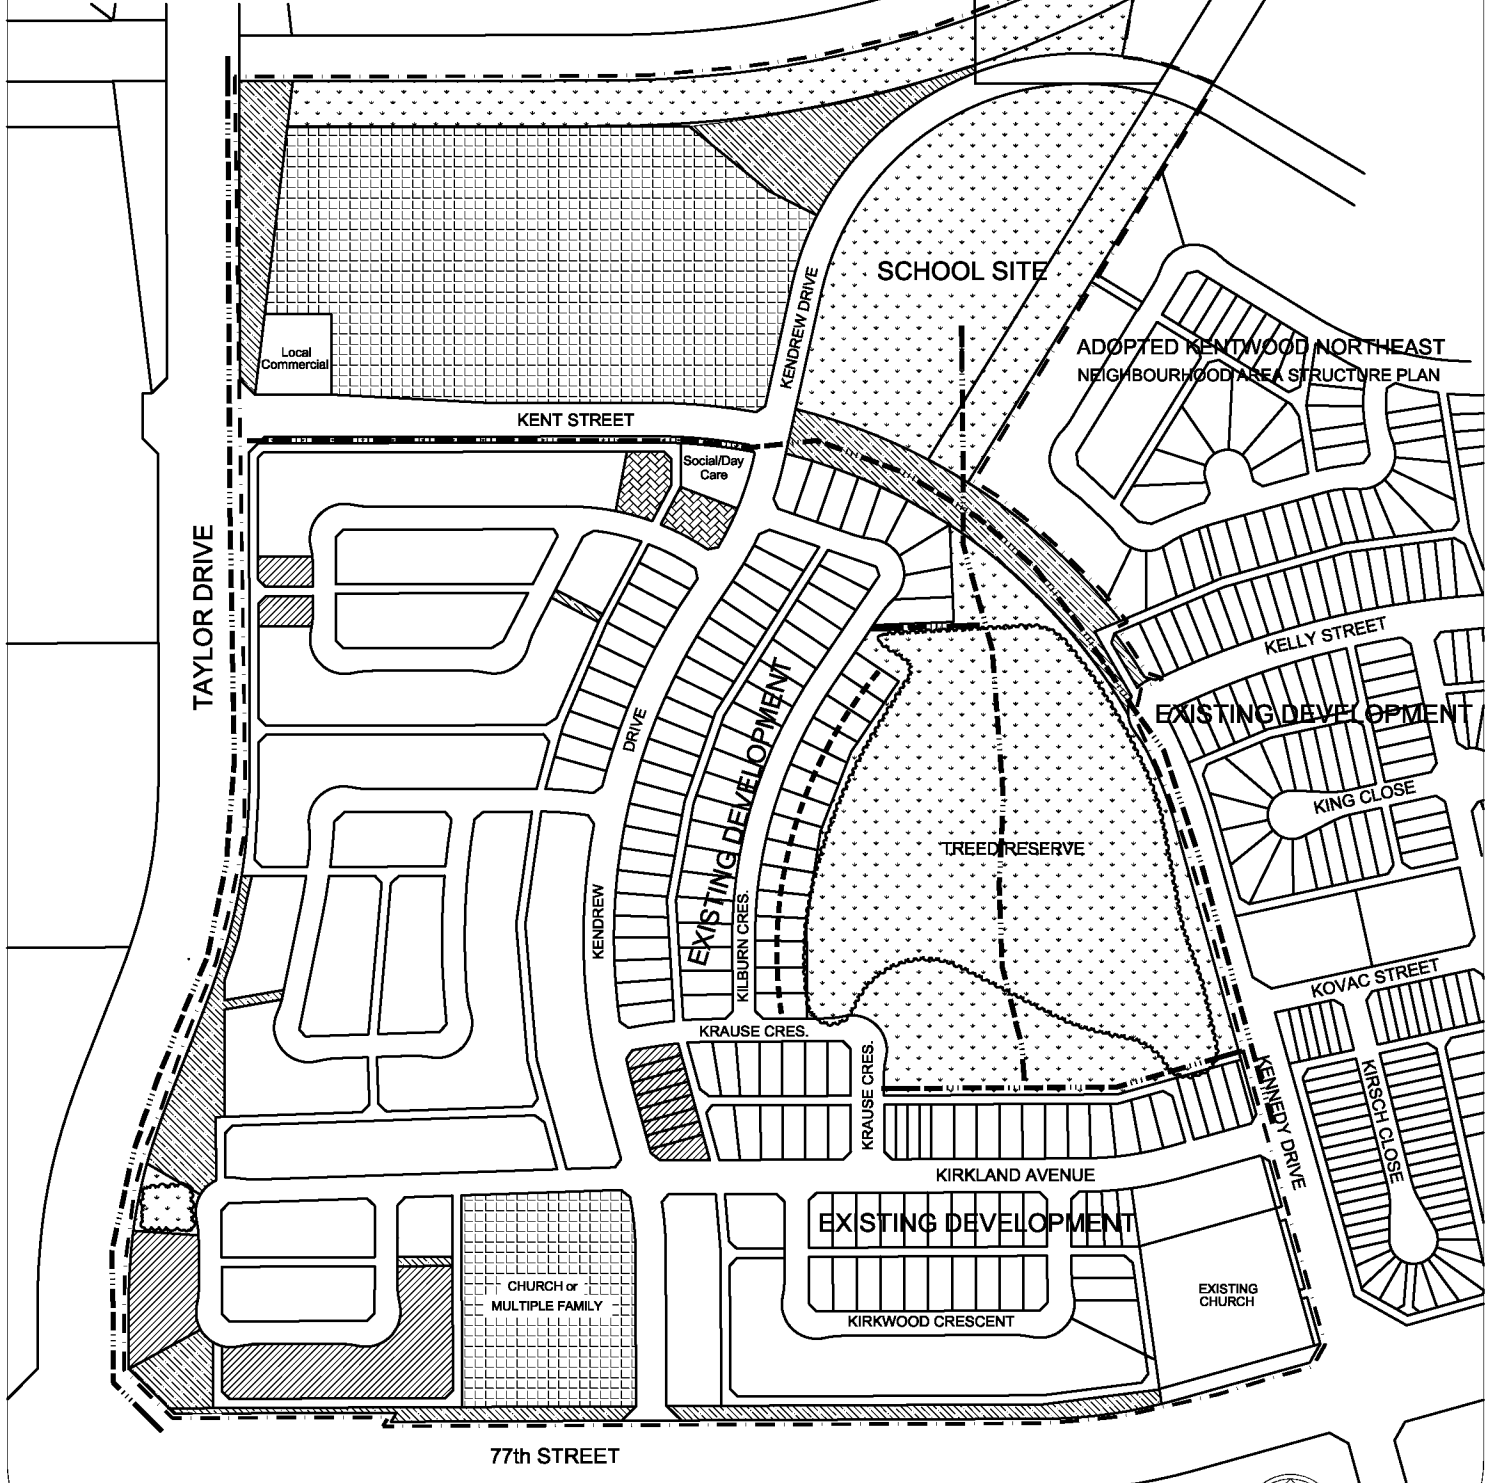 SCHOOL SITE
KENDREW DRIVE
Local
Commercial
ADOPTED KENTWOOD NORTHEAST
NEIGHBOURHOOD AREA STRUCTURE PLAN
KENT STREET
Social/Day
Care
TAYLOR DRIVE
KELLY STREET
EXISTING DEVELOPMENT
DRIVE
EXISTING DEVELOPMENT
KING CLOSE
TREED RESERVE
KENDREW
KILBURN CRES.
KOVAC STREET
KRAUSE CRES.
KRAUSE CRES.
KENNEDY DRIVE
KIRSCH CLOSE
KIRKLAND AVENUE
EXISTING DEVELOPMENT
CHURCH or
MULTIPLE FAMILY
EXISTING
CHURCH
KIRKWOOD CRESCENT
77th STREET